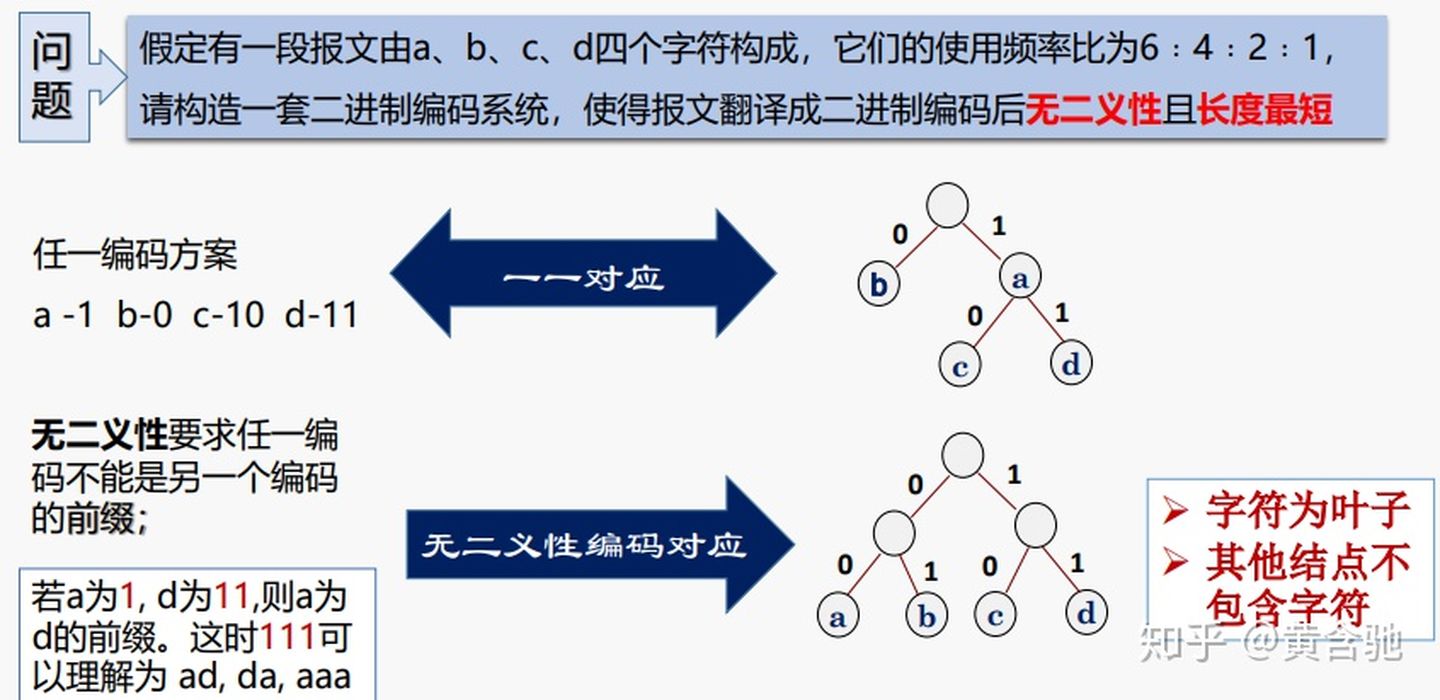 问
题
假定有一段报文由a、b、c、d四个字符构成，它们的使用频率比为6：4：2：1，
请构造一套二进制编码系统，使得报文翻译成二进制编码后无二义性且长度最短
任一编码方案
a -1 b-0 c-10 d-11
一一对应
0 1
b a
0 1
c d
无二义性要求任一编
码不能是另一个编码
的前缀；
无二义性编码对应
0 1
0 1 0 1
a b c d
字符为叶子
其他结点不
包含字符
若a为1, d为11,则a为
d的前缀。这时111可
以理解为 ad, da, aaa
知乎 @黄含驰